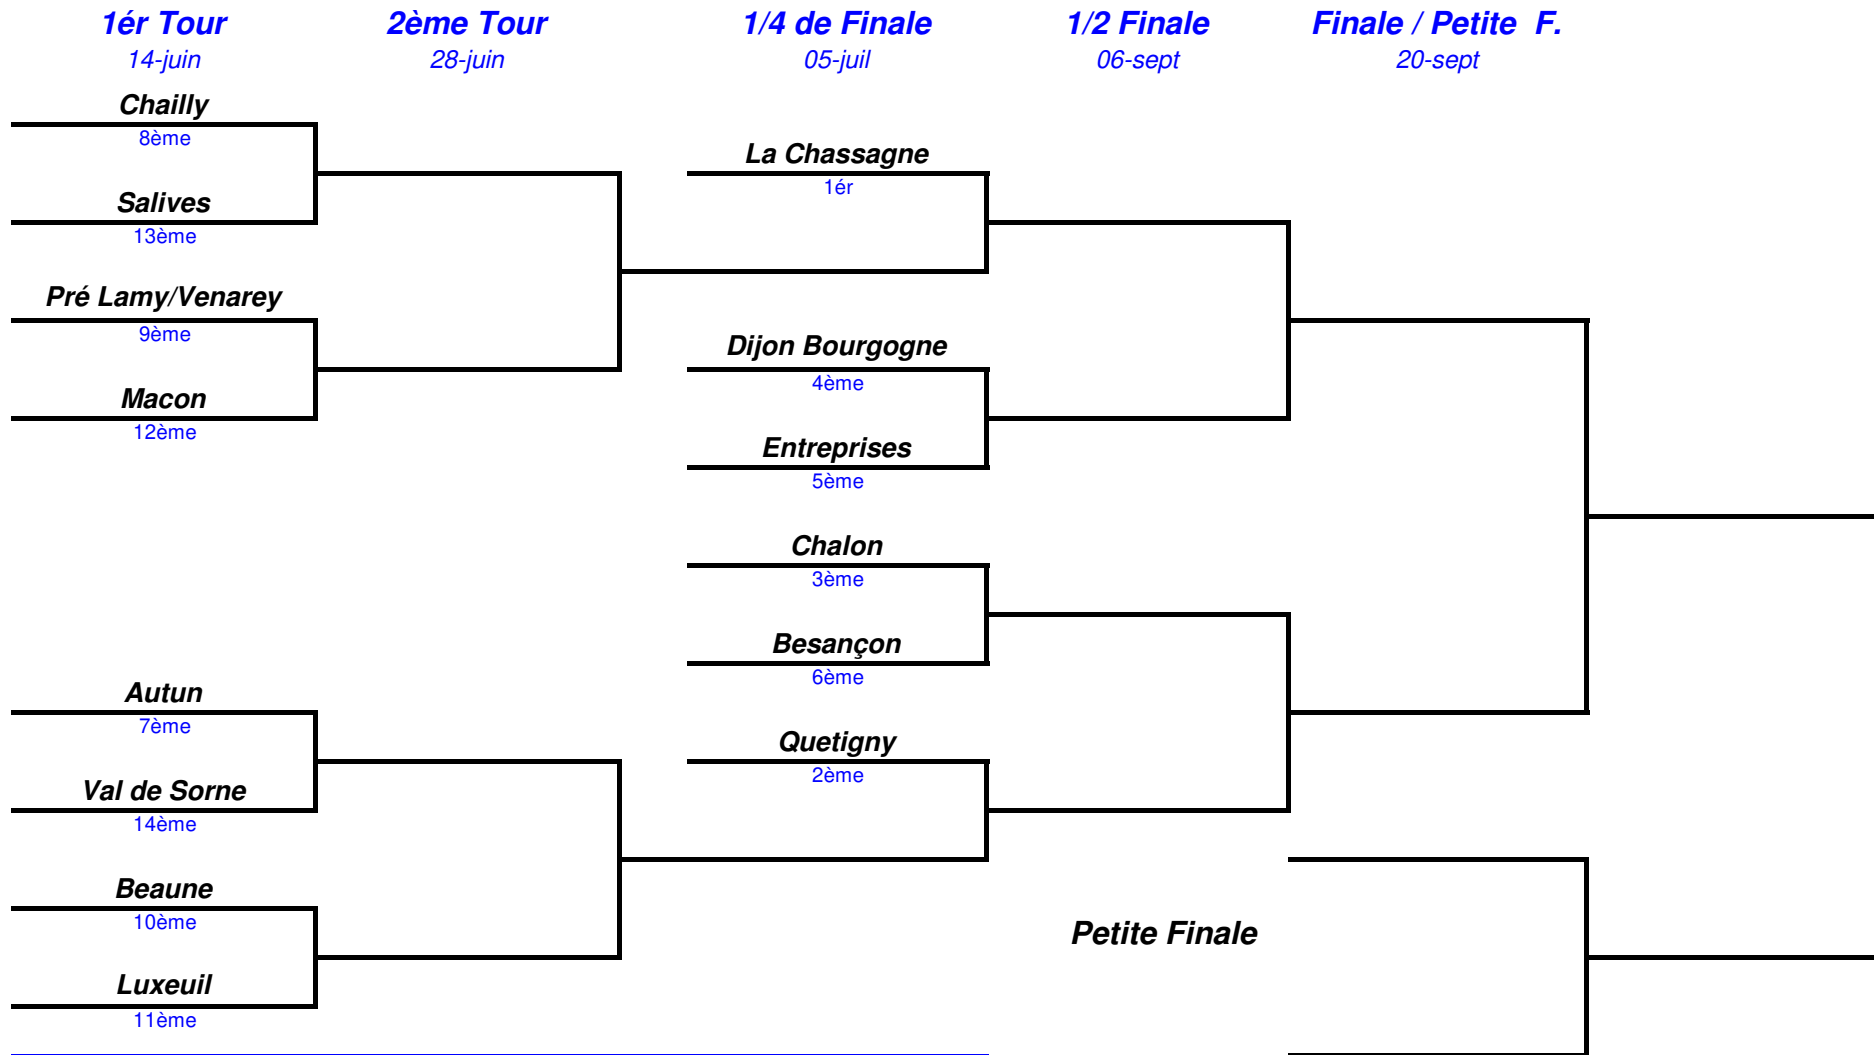 1ér Tour
2ème Tour
1/4 de Finale
1/2 Finale
Finale / Petite F.
14-juin
28-juin
05-juil
06-sept
20-sept
Chailly
8ème
Salives
13ème
Pré Lamy/Venarey
9ème
Macon
12ème
Autun
7ème
Val de Sorne
14ème
Beaune
10ème
Luxeuil
11ème
La Chassagne
1ér
Dijon Bourgogne
4ème
Entreprises
5ème
Chalon
3ème
Besançon
6ème
Quetigny
2ème
Petite Finale